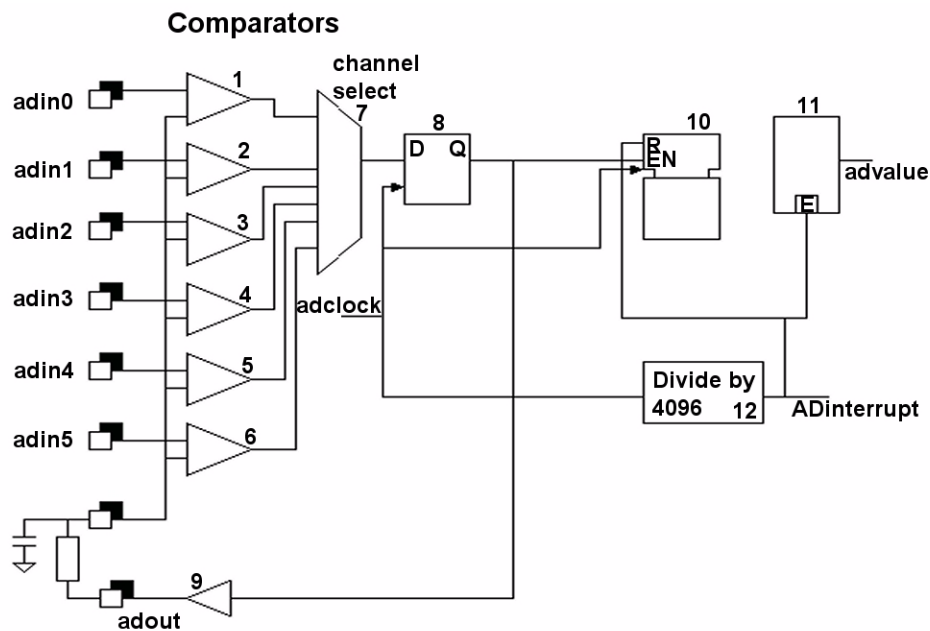 Comparators
channel
select
adin0
1
7
8
10
11
D Q
R
EN
advalue
E
adin1
2
adin2
3
adin3
4
adclock
adin4
5
Divide by
4096 12
ADinterrupt
adin5
6
9
adout